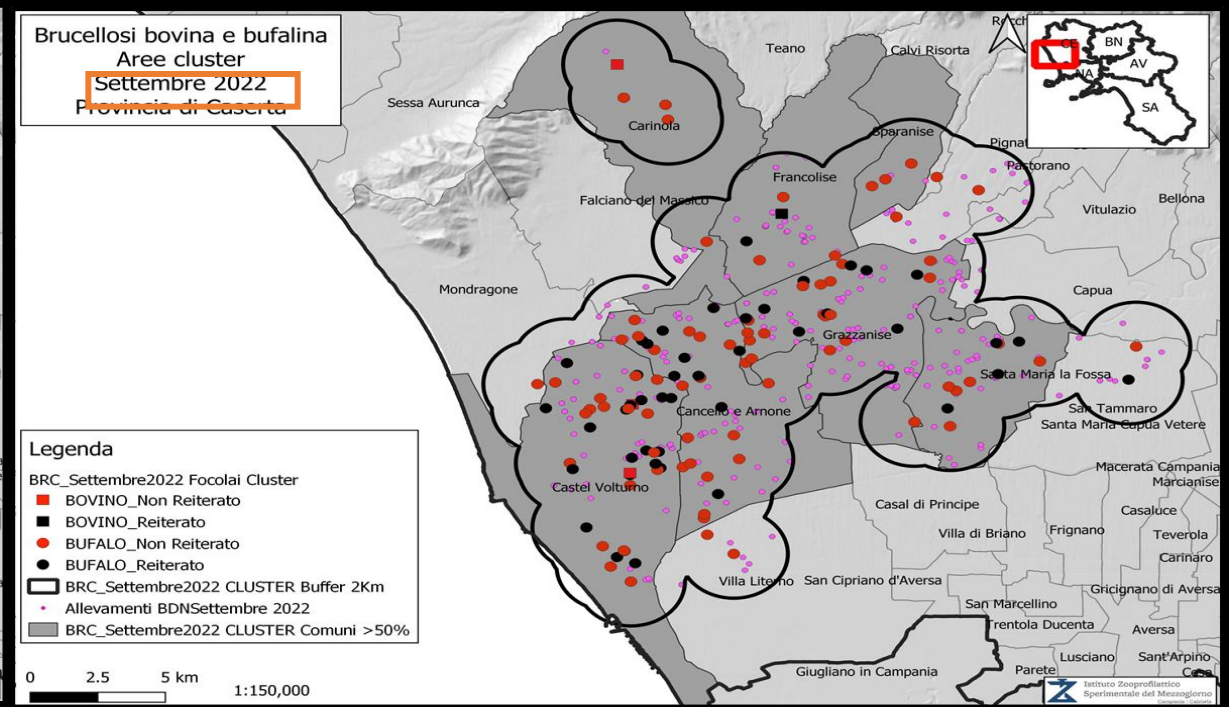 Brucellosi bovina e bufalina
Aree cluster
Settembre 2022
Provincia di Caserta
Teano
Calvi Risorta
CE
BN
AV
NA
SA
Sessa Aurunca
Carinola
Sparanise
Pastorano
Francolise
Falciano del Massico
Vitulazio
Bellona
Mondragone
Capua
Grazzanise
Santa Maria la Fossa
Cancello e Arnone
San Tammaro
Santa Maria Capua Vetere
Macerata Campania
Marcianise
Castel Volturno
Casal di Principe
Casaluce
Villa di Briano
Frignano
Teverola
Carinaro
Villa Literno
San Cipriano d'Aversa
Gricignano di Aversa
San Marcellino
Trentola Ducenta
Aversa
Lusciano
Sant'Arpino
Giugliano in Campania
Parete
Legenda
BRC_Settembre2022 Focolai Cluster
BOVINO_Non Reiterato
BOVINO_Reiterato
BUFALO_Non Reiterato
BUFALO_Reiterato
BRC_Settembre2022 CLUSTER Buffer 2Km
Allevamenti BDNSettembre 2022
BRC_Settembre2022 CLUSTER Comuni >50%
0 2.5 5 km
1:150,000
Istituto Zooprofilattico
Sperimentale del Mezzogiorno